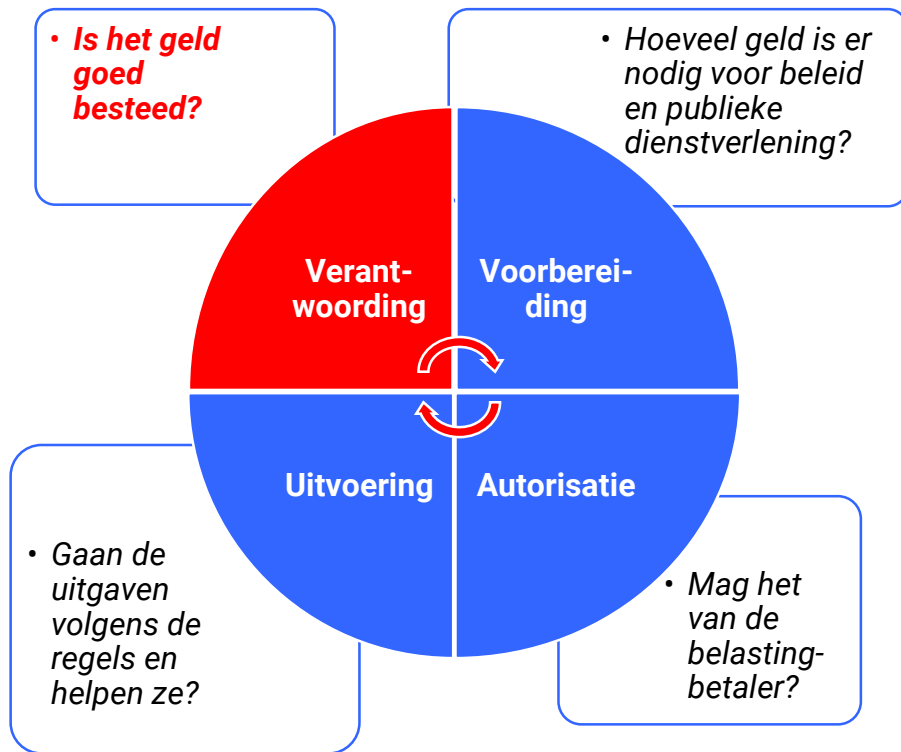 • Is het geld
goed
besteed?
• Hoeveel geld is er
nodig voor beleid
en publieke
dienstverlening?
Verant-
woording
Voorberei-
ding
Uitvoering
Autorisatie
• Gaan de
uitgaven
volgens de
regels en
helpen ze?
• Mag het
van de
belasting-
betaler?